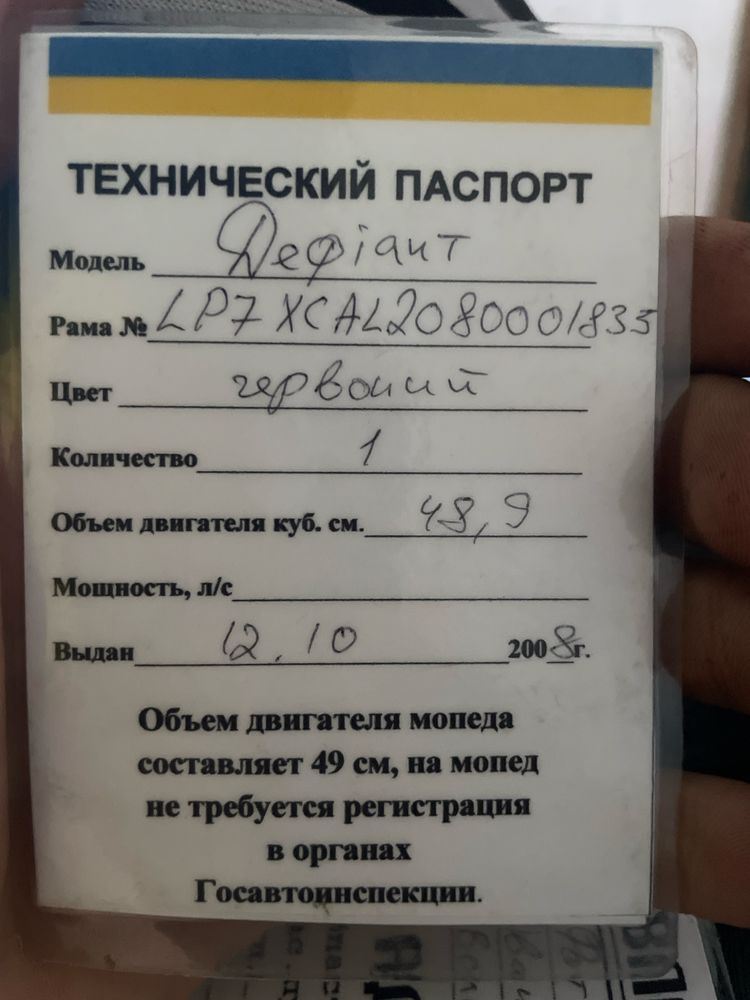 ТЕХНИЧЕСКИЙ ПАСПОРТ
Модель Дефіант
Рама № LP7XCAL2080001835
Цвет червоний
Количество 1
Объем двигателя куб. см. 48,9
Мощность, л/с
Выдан 12.10 2008г.
Объем двигателя мопеда
составляет 49 см, на мопед
не требуется регистрация
в органах
Госавтоинспекции.